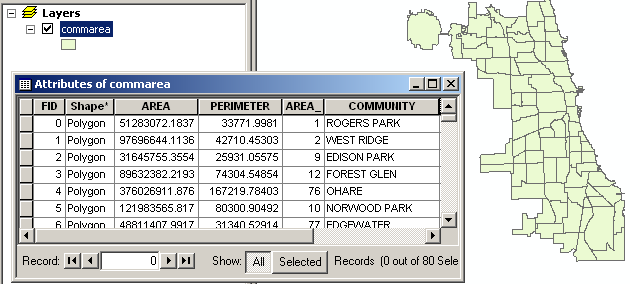 Layers
commarea
Attributes of commarea
FID Shape* AREA PERIMETER AREA_ COMMUNITY
0 Polygon 51283072.1837 33771.9981 1 ROGERS PARK
1 Polygon 97696644.1136 42710.45303 2 WEST RIDGE
2 Polygon 31645755.3554 25931.05575 9 EDISON PARK
3 Polygon 89632382.2193 74304.54854 12 FOREST GLEN
4 Polygon 376026911.876 167219.78403 76 OHARE
5 Polygon 121983565.817 80300.90492 10 NORWOOD PARK
6 Polygon 48811407.9917 31340.52914 77 EDGEWATER
Record: 0 Show: All Selected Records (0 out of 80 Sele